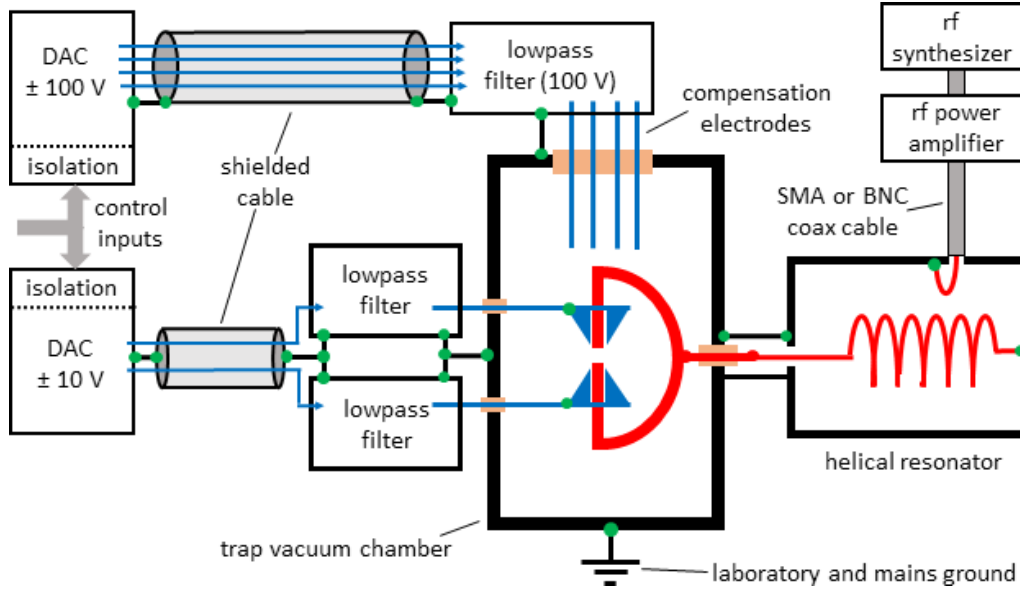 DAC
± 100 V
isolation
lowpass
filter (100 V)
rf
synthesizer
rf power
amplifier
compensation
electrodes
shielded
cable
control
inputs
SMA or BNC
coax cable
isolation
DAC
± 10 V
lowpass
filter
lowpass
filter
helical resonator
trap vacuum chamber
laboratory and mains ground